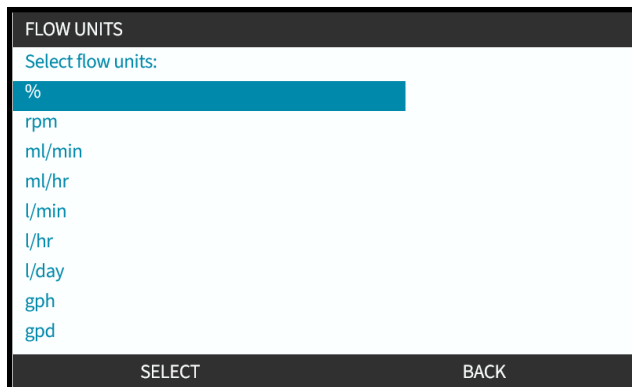 FLOW UNITS
Select flow units:
%
rpm
ml/min
ml/hr
l/min
l/hr
l/day
gph
gpd
SELECT BACK